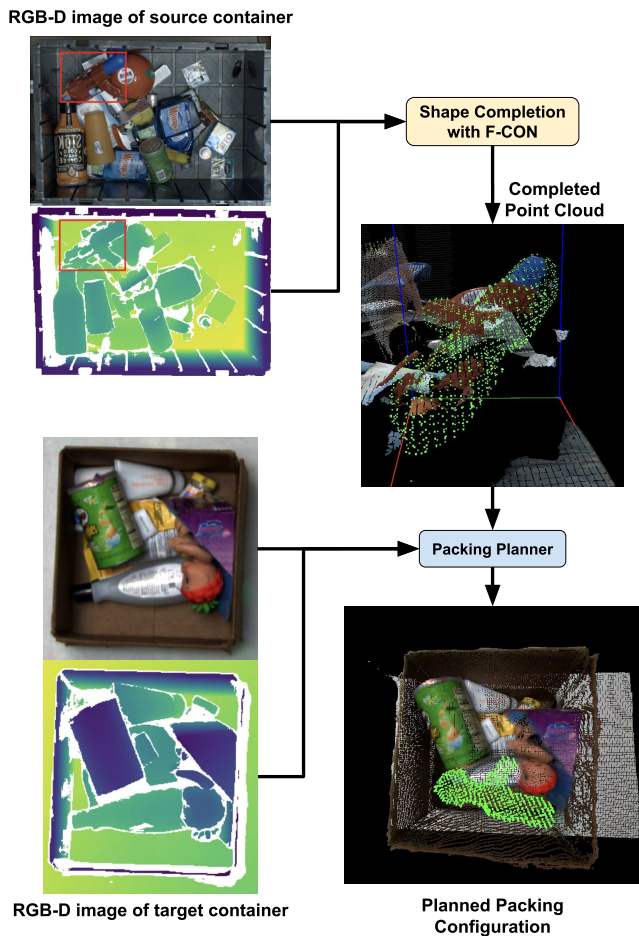 RGB-D image of source container
Shape Completion
with F-CON
Completed
Point Cloud
Packing Planner
RGB-D image of target container
Planned Packing
Configuration